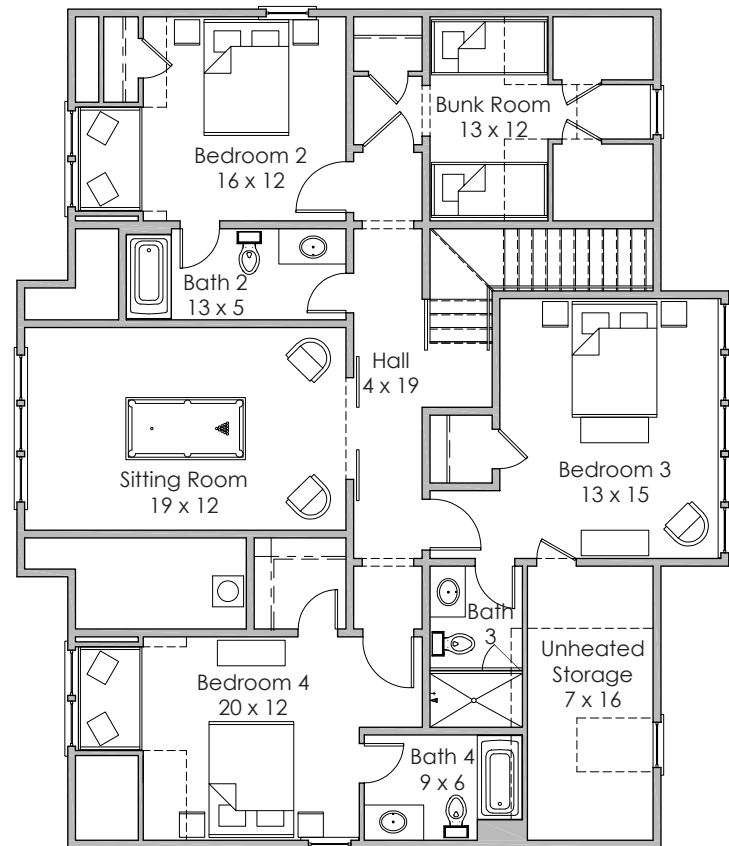 Bunk Room
13 x 12
Bedroom 2
16 x 12
Bath 2
13 x 5
Hall
4 x 19
Sitting Room
19 x 12
Bedroom 3
13 x 15
Bath
3
Unheated
Storage
7 x 16
Bedroom 4
20 x 12
Bath 4
9 x 6